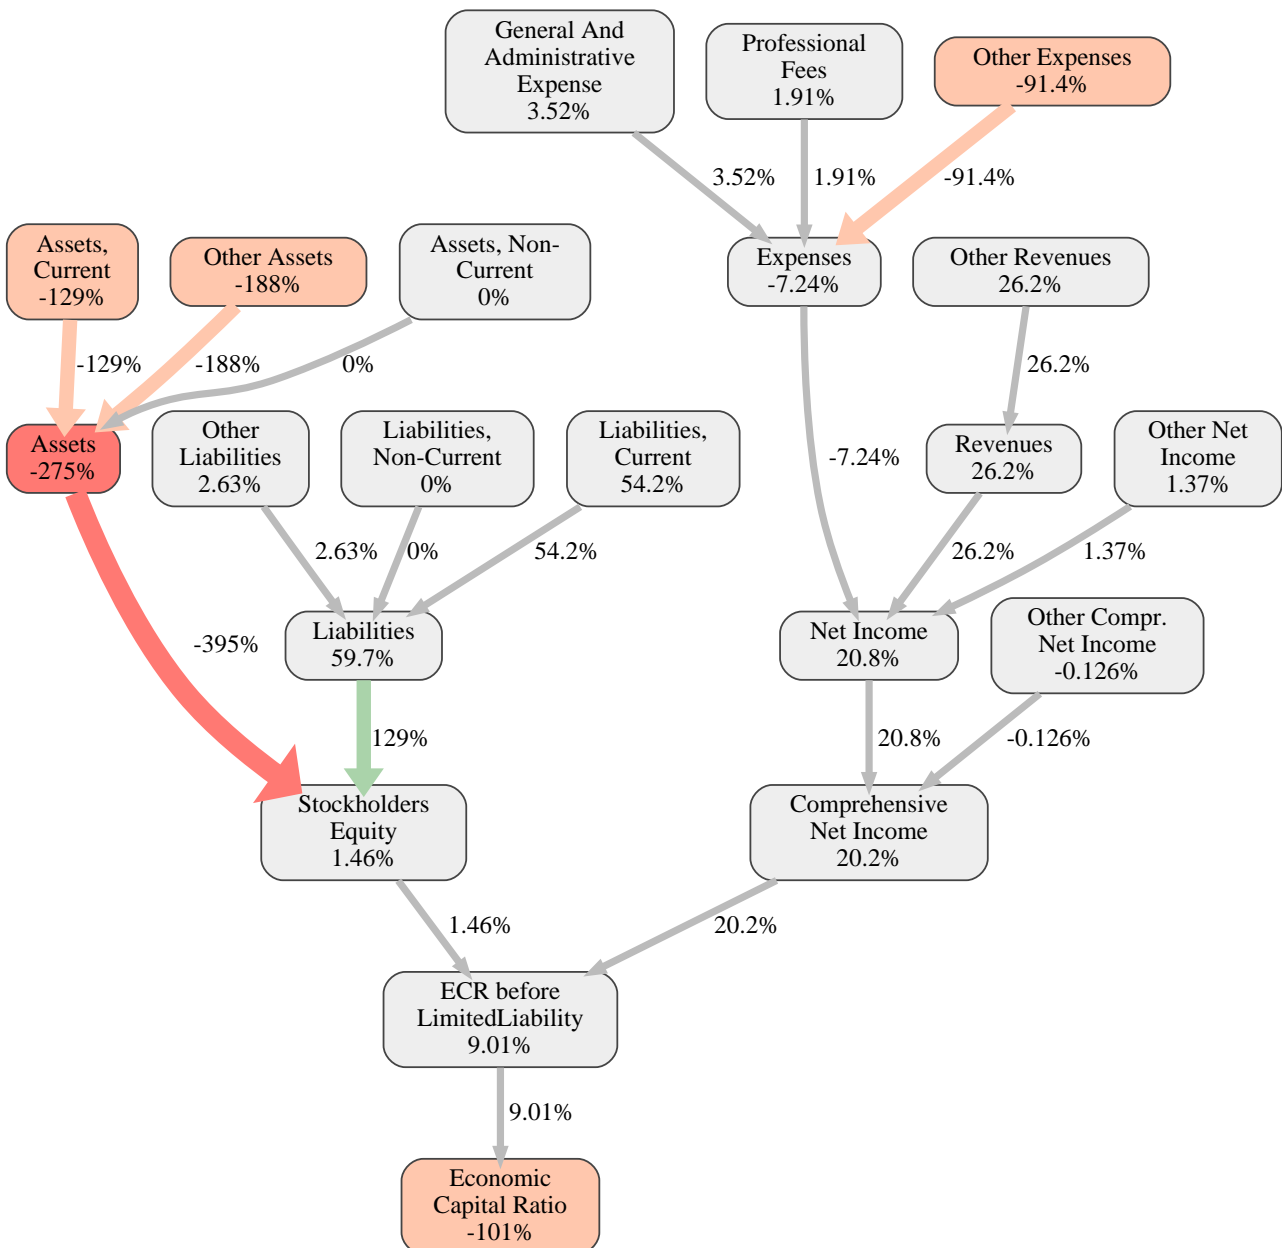 General And
Administrative
Expense
3.52%
Professional
Fees
1.91%
Other Expenses
-91.4%
3.52%
1.91%
-91.4%
Assets,
Current
-129%
Other Assets
-188%
Assets, Non-
Current
0%
Expenses
-7.24%
Other Revenues
26.2%
-129%
-188%
0%
26.2%
Assets
-275%
Other
Liabilities
2.63%
Liabilities,
Non-Current
0%
Liabilities,
Current
54.2%
-7.24%
Revenues
26.2%
Other Net
Income
1.37%
2.63%
0%
54.2%
26.2%
1.37%
-395%
Liabilities
59.7%
Net Income
20.8%
Other Compr.
Net Income
-0.126%
129%
20.8%
-0.126%
Stockholders
Equity
1.46%
Comprehensive
Net Income
20.2%
1.46%
20.2%
ECR before
LimitedLiability
9.01%
9.01%
Economic
Capital Ratio
-101%